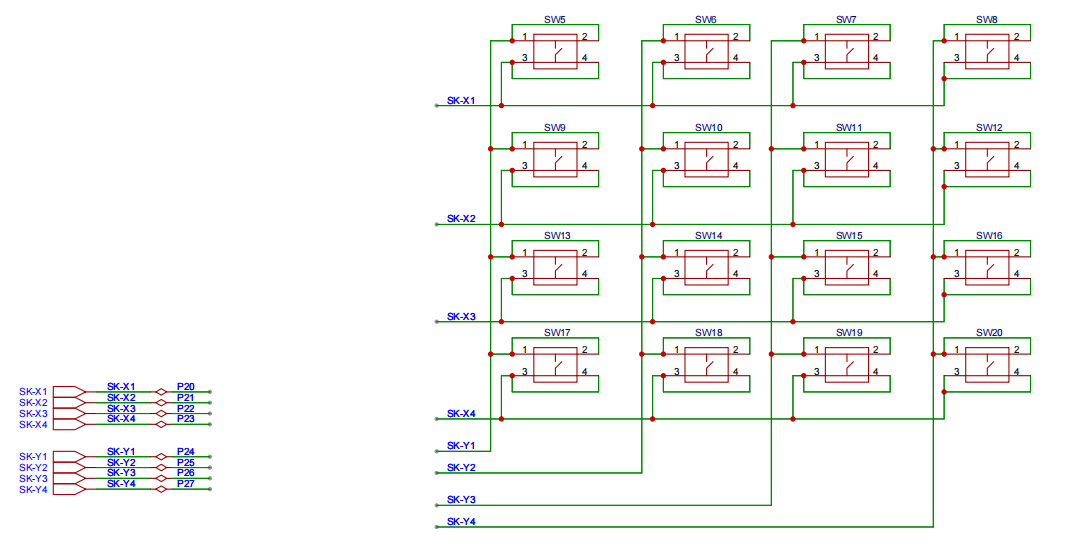 SW5 SW6 SW7 SW8
1 2 1 2 1 2 1 2
3 4 3 4 3 4 3 4
SK-X1
SW9 SW10 SW11 SW12
1 2 1 2 1 2 1 2
3 4 3 4 3 4 3 4
SK-X2
SW13 SW14 SW15 SW16
1 2 1 2 1 2 1 2
3 4 3 4 3 4 3 4
SK-X3
SW17 SW18 SW19 SW20
1 2 1 2 1 2 1 2
3 4 3 4 3 4 3 4
SK-X4
SK-Y1
SK-Y2
SK-Y3
SK-Y4
SK-X1 SK-X1 P20
SK-X2 SK-X2 P21
SK-X3 SK-X3 P22
SK-X4 SK-X4 P23
SK-Y1 SK-Y1 P24
SK-Y2 SK-Y2 P25
SK-Y3 SK-Y3 P26
SK-Y4 SK-Y4 P27